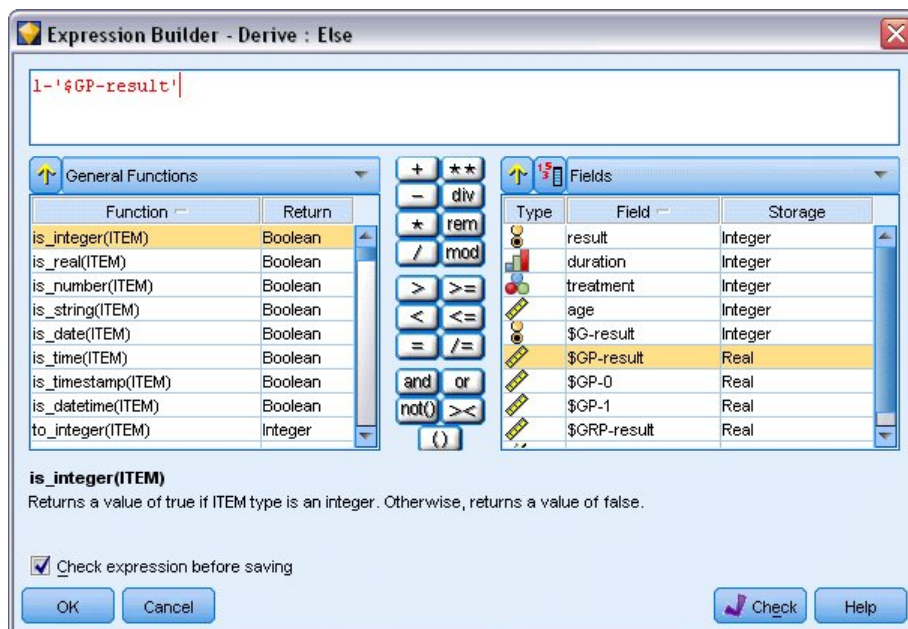 Expression Builder - Derive : Else
1-'$GP-result'
General Functions
Function Return
is_integer(ITEM) Boolean
is_real(ITEM) Boolean
is_number(ITEM) Boolean
is_string(ITEM) Boolean
is_date(ITEM) Boolean
is_time(ITEM) Boolean
is_timestamp(ITEM) Boolean
is_datetime(ITEM) Boolean
to_integer(ITEM) Integer
+ **
- div
* rem
/ mod
> >=
< <=
= /=
and or
not() ><
()
Fields
Type Field Storage
result Integer
duration Integer
treatment Integer
age Integer
$G-result Integer
$GP-result Real
$GP-0 Real
$GP-1 Real
$GRP-result Real
is_integer(ITEM)
Returns a value of true if ITEM type is an integer. Otherwise, returns a value of false.
Check expression before saving
OK Cancel Check Help